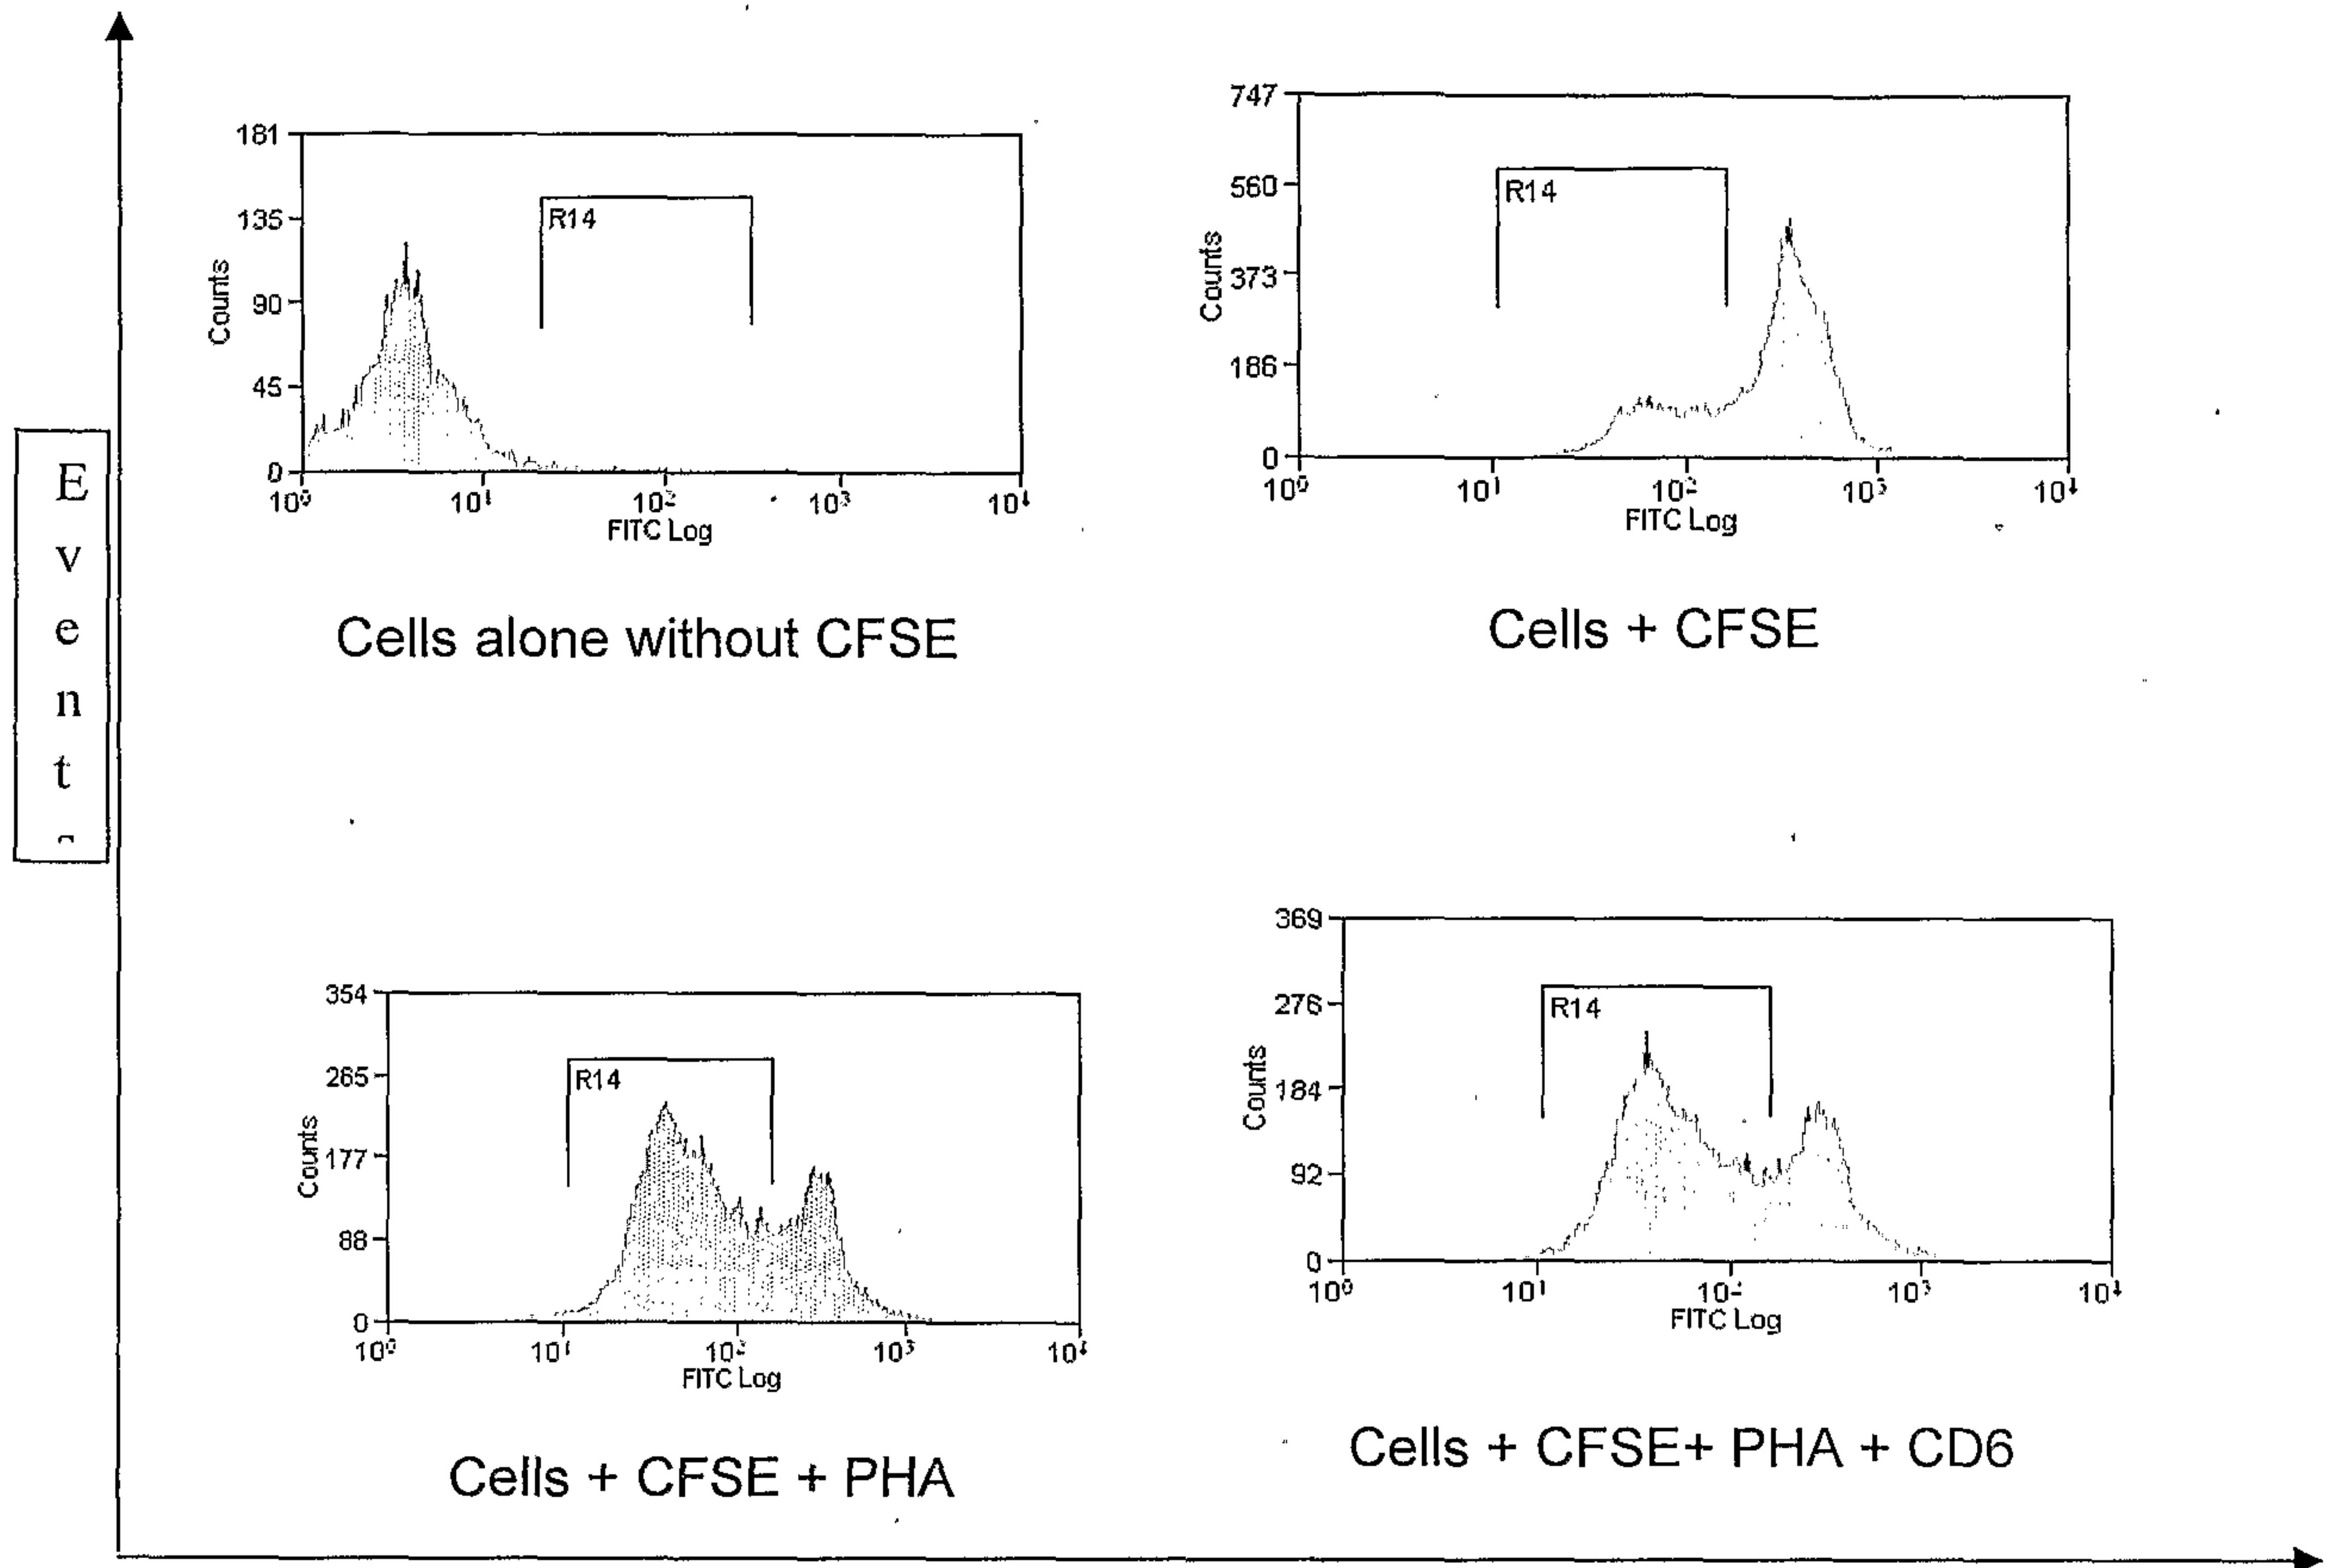 E
v
e
n
t
181
135
90
45
0
Counts
R14
10⁰ 10¹ 10² 10³ 10⁴
FITC Log
Cells alone without CFSE
747
560
373
186
0
Counts
R14
10⁰ 10¹ 10² 10³ 10⁴
FITC Log
Cells + CFSE
354
265
177
88
0
Counts
R14
10⁰ 10¹ 10² 10³ 10⁴
FITC Log
Cells + CFSE + PHA
369
276
184
92
0
Counts
R14
10⁰ 10¹ 10² 10³ 10⁴
FITC Log
Cells + CFSE+ PHA + CD6